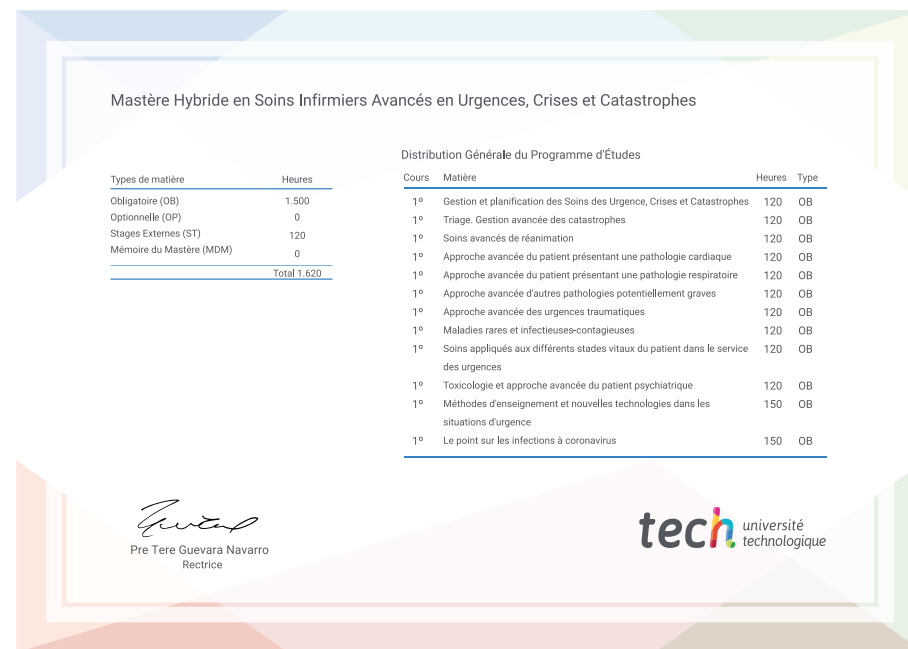 Mastère Hybride en Soins Infirmiers Avancés en Urgences, Crises et Catastrophes
Types de matière Heures
Obligatoire (OB) 1.500
Optionnelle (OP) 0
Stages Externes (ST) 120
Mémoire du Mastère (MDM) 0
Total 1.620
Distribution Générale du Programme d'Études
Cours Matière Heures Type
1º Gestion et planification des Soins des Urgence, Crises et Catastrophes 120 OB
1º Triage. Gestion avancée des catastrophes 120 OB
1º Soins avancés de réanimation 120 OB
1º Approche avancée du patient présentant une pathologie cardiaque 120 OB
1º Approche avancée du patient présentant une pathologie respiratoire 120 OB
1º Approche avancée d'autres pathologies potentiellement graves 120 OB
1º Approche avancée des urgences traumatiques 120 OB
1º Maladies rares et infectieuses-contagieuses 120 OB
1º Soins appliqués aux différents stades vitaux du patient dans le service 120 OB
des urgences
1º Toxicologie et approche avancée du patient psychiatrique 120 OB
1º Méthodes d'enseignement et nouvelles technologies dans les 150 OB
situations d'urgence
1º Le point sur les infections à coronavirus 150 OB
Pre Tere Guevara Navarro
Rectrice
tech université
technologique